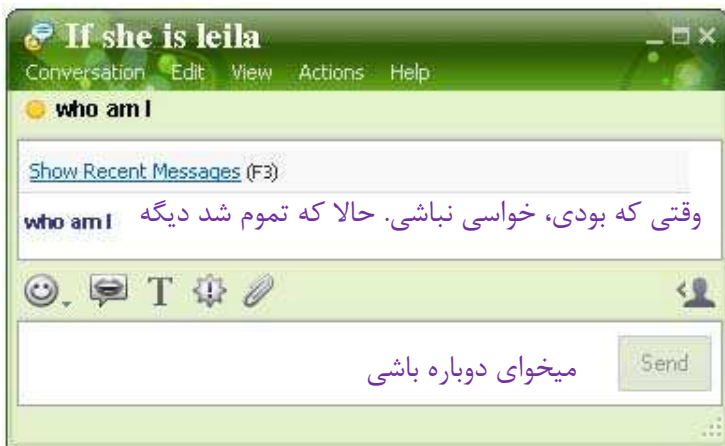 If she is leila
Conversation Edit View Actions Help
who am I
Show Recent Messages (F3)
who am I وقتی که بودی، خواسی نباشی. حالا که تموم شد دیگه
T
میخوای دوباره باشی Send